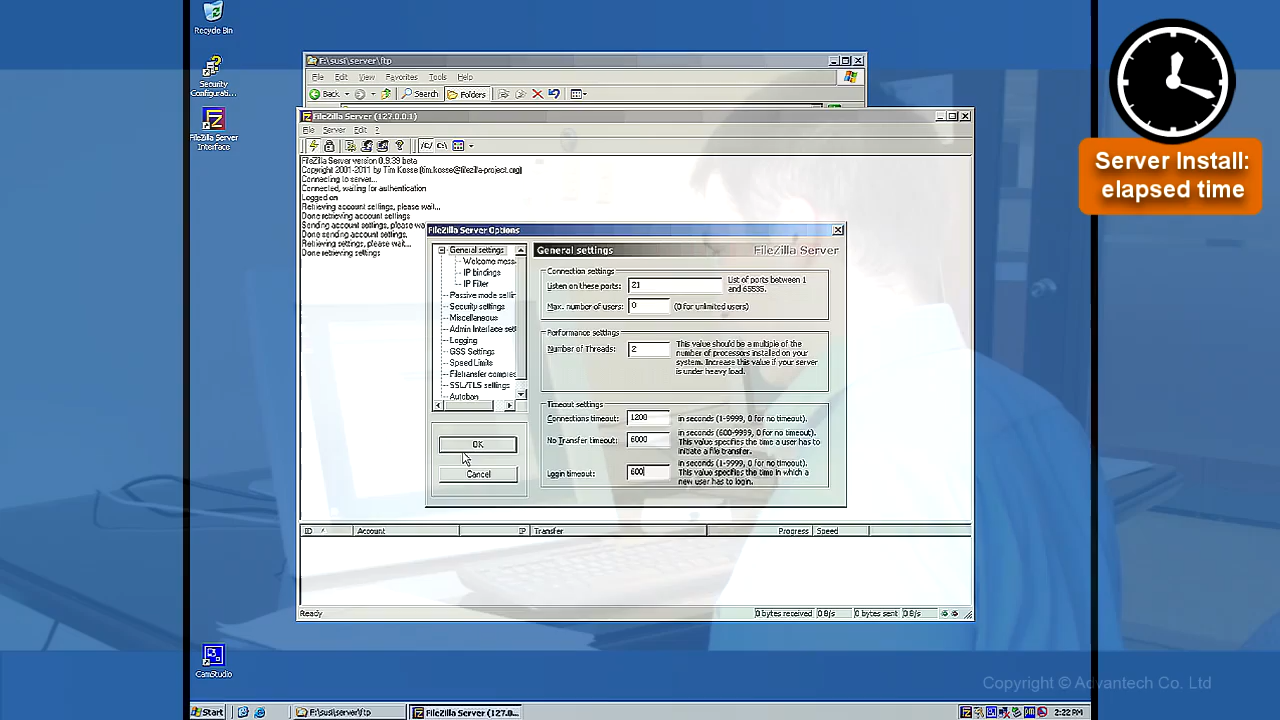 Recycle Bin
Security
Configurati...
FileZilla Server
Interface
CamStudio
F:\susi\server\ftp
File Edit View Favorites Tools Help
Back Search Folders
FileZilla Server (127.0.0.1)
File Server Edit ?
/C/ C:\
FileZilla Server version 0.9.39 beta
Copyright 2001-2011 by Tim Kosse (tim.kosse@filezilla-project.org)
Connecting to server...
Connected, waiting for authentication
Logged on
Retrieving account settings, please wait...
Done retrieving account settings
Sending account settings, please wa
Done sending account settings.
Retrieving settings, please wait...
Done retrieving settings
FileZilla Server Options
General settings
Welcome mess
IP bindings
IP Filter
Passive mode settin
Security settings
Miscellaneous
Admin Interface sett
Logging
GSS Settings
Speed Limits
Filetransfer compres
SSL/TLS settings
Autoban
OK
Cancel
General settings FileZilla Server
Connection settings
Listen on these ports: 21 List of ports between 1
and 65535.
Max. number of users: 0 (0 for unlimited users)
Performance settings
Number of Threads: 2 This value should be a multiple of the
number of processors installed on your
system. Increase this value if your server
is under heavy load.
Timeout settings
Connections timeout: 1200 in seconds (1-9999, 0 for no timeout).
No Transfer timeout: 6000 in seconds (600-9999, 0 for no timeout).
This value specifies the time a user has to
initiate a file transfer.
Login timeout: 600 in seconds (1-9999, 0 for no timeout).
This value specifies the time in which a
new user has to login.
ID / Account IP Transfer Progress Speed
Ready 0 bytes received 0 B/s 0 bytes sent 0 B/s
Server Install:
elapsed time
Copyright © Advantech Co. Ltd
Start F:\susi\server\ftp FileZilla Server (127.0... 2:22 PM